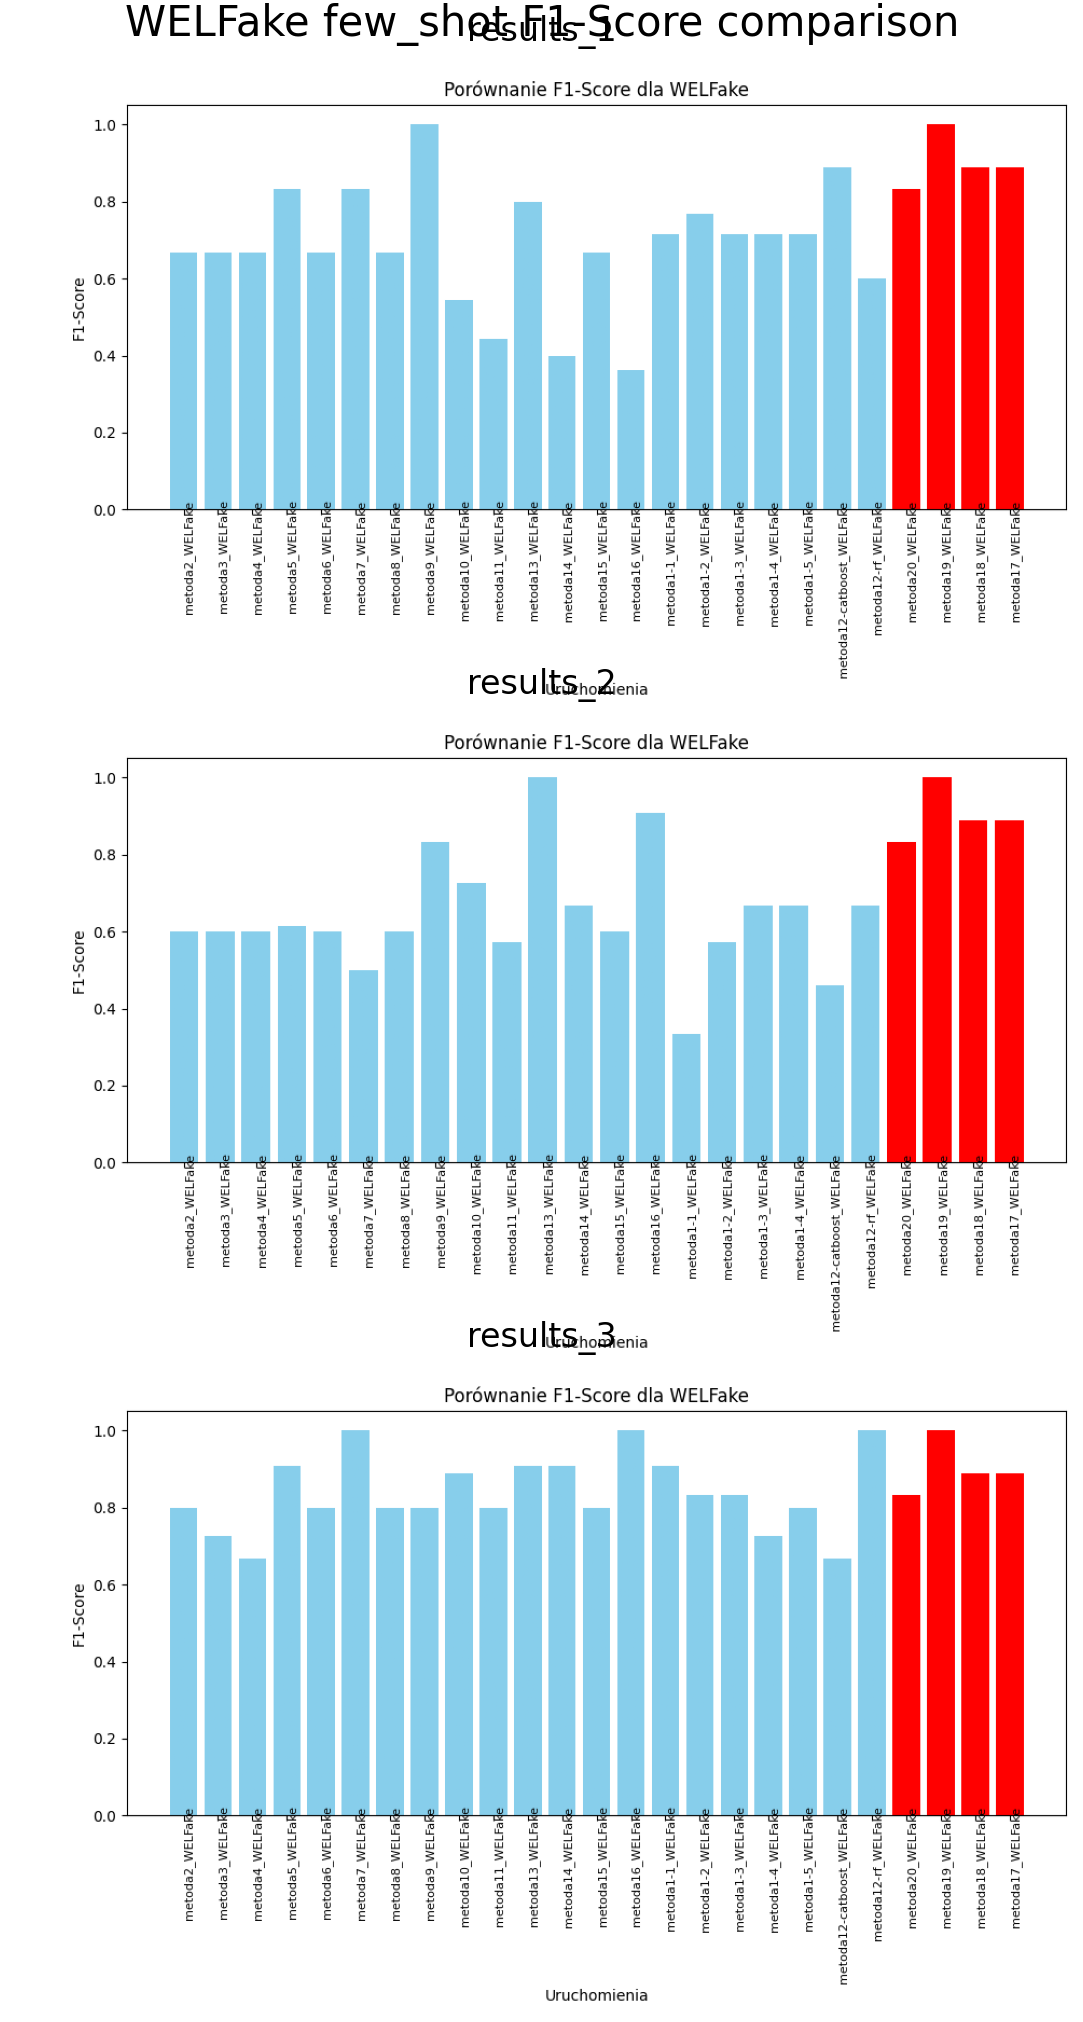 WELFake few_shot F1-Score comparison
results_1
Porównanie F1-Score dla WELFake
F1-Score
1.0
0.8
0.6
0.4
0.2
0.0
metoda2_WELFake
metoda3_WELFake
metoda4_WELFake
metoda5_WELFake
metoda6_WELFake
metoda7_WELFake
metoda8_WELFake
metoda9_WELFake
metoda10_WELFake
metoda11_WELFake
metoda13_WELFake
metoda14_WELFake
metoda15_WELFake
metoda16_WELFake
metoda1-1_WELFake
metoda1-2_WELFake
metoda1-3_WELFake
metoda1-4_WELFake
metoda1-5_WELFake
metoda12-catboost_WELFake
metoda12-rf_WELFake
metoda20_WELFake
metoda19_WELFake
metoda18_WELFake
metoda17_WELFake
Uruchomienia
results_2
Porównanie F1-Score dla WELFake
F1-Score
1.0
0.8
0.6
0.4
0.2
0.0
metoda2_WELFake
metoda3_WELFake
metoda4_WELFake
metoda5_WELFake
metoda6_WELFake
metoda7_WELFake
metoda8_WELFake
metoda9_WELFake
metoda10_WELFake
metoda11_WELFake
metoda13_WELFake
metoda14_WELFake
metoda15_WELFake
metoda16_WELFake
metoda1-1_WELFake
metoda1-2_WELFake
metoda1-3_WELFake
metoda1-4_WELFake
metoda12-catboost_WELFake
metoda12-rf_WELFake
metoda20_WELFake
metoda19_WELFake
metoda18_WELFake
metoda17_WELFake
Uruchomienia
results_3
Porównanie F1-Score dla WELFake
F1-Score
1.0
0.8
0.6
0.4
0.2
0.0
metoda2_WELFake
metoda3_WELFake
metoda4_WELFake
metoda5_WELFake
metoda6_WELFake
metoda7_WELFake
metoda8_WELFake
metoda9_WELFake
metoda10_WELFake
metoda11_WELFake
metoda13_WELFake
metoda14_WELFake
metoda15_WELFake
metoda16_WELFake
metoda1-1_WELFake
metoda1-2_WELFake
metoda1-3_WELFake
metoda1-4_WELFake
metoda1-5_WELFake
metoda12-catboost_WELFake
metoda12-rf_WELFake
metoda20_WELFake
metoda19_WELFake
metoda18_WELFake
metoda17_WELFake
Uruchomienia